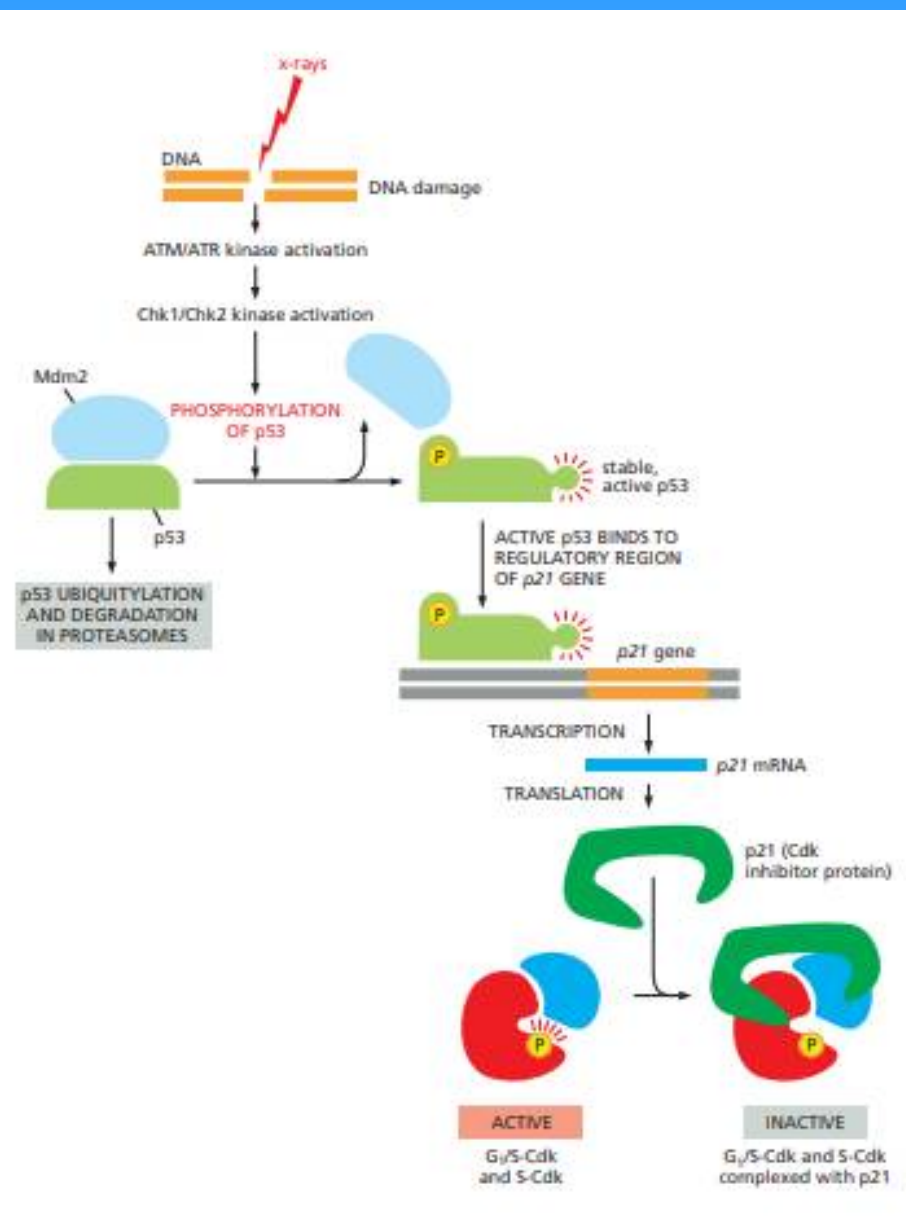 x-rays
DNA
DNA damage
ATM/ATR kinase activation
Chk1/Chk2 kinase activation
Mdm2
PHOSPHORYLATION
OF p53
P
stable,
active p53
p53
ACTIVE p53 BINDS TO
REGULATORY REGION
OF p21 GENE
p53 UBIQUITYLATION
AND DEGRADATION
IN PROTEASOMES
P
p21 gene
TRANSCRIPTION
p21 mRNA
TRANSLATION
p21 (Cdk
inhibitor protein)
P
P
ACTIVE
INACTIVE
G₁/S-Cdk
and S-Cdk
G₁/S-Cdk and S-Cdk
complexed with p21